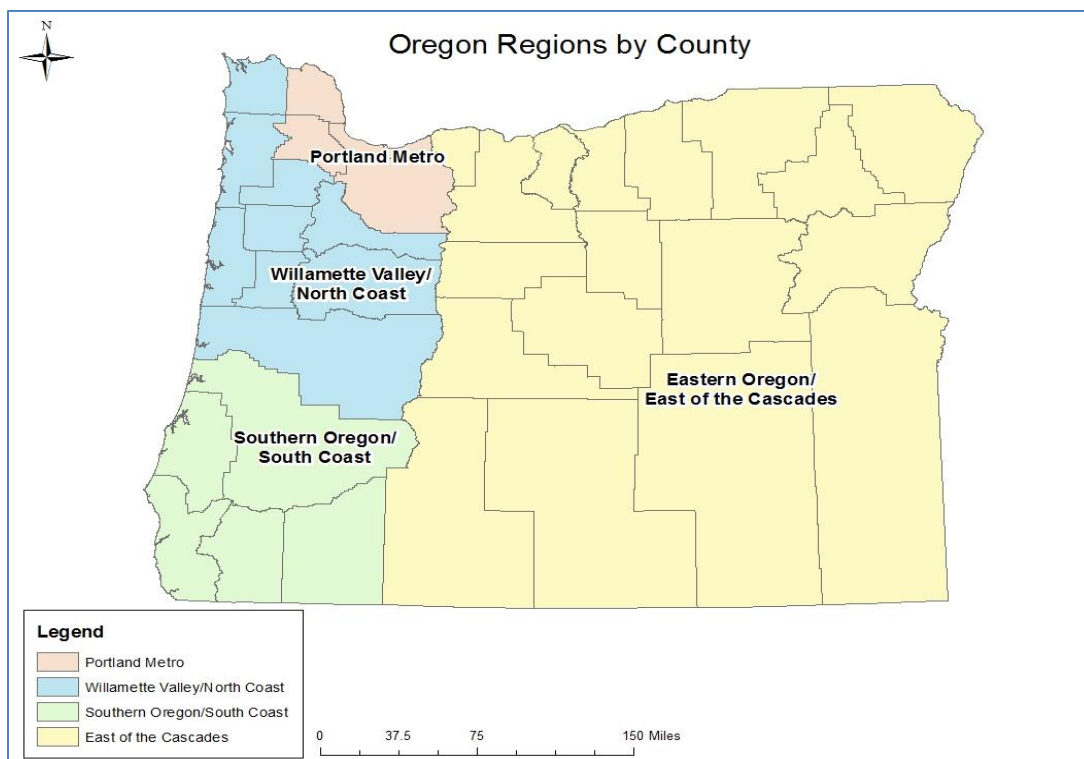 N
Oregon Regions by County
Portland Metro
Willamette Valley/
North Coast
Eastern Oregon/
East of the Cascades
Southern Oregon/
South Coast
Legend
Portland Metro
Willamette Valley/North Coast
Southern Oregon/South Coast
East of the Cascades
0 37.5 75 150 Miles